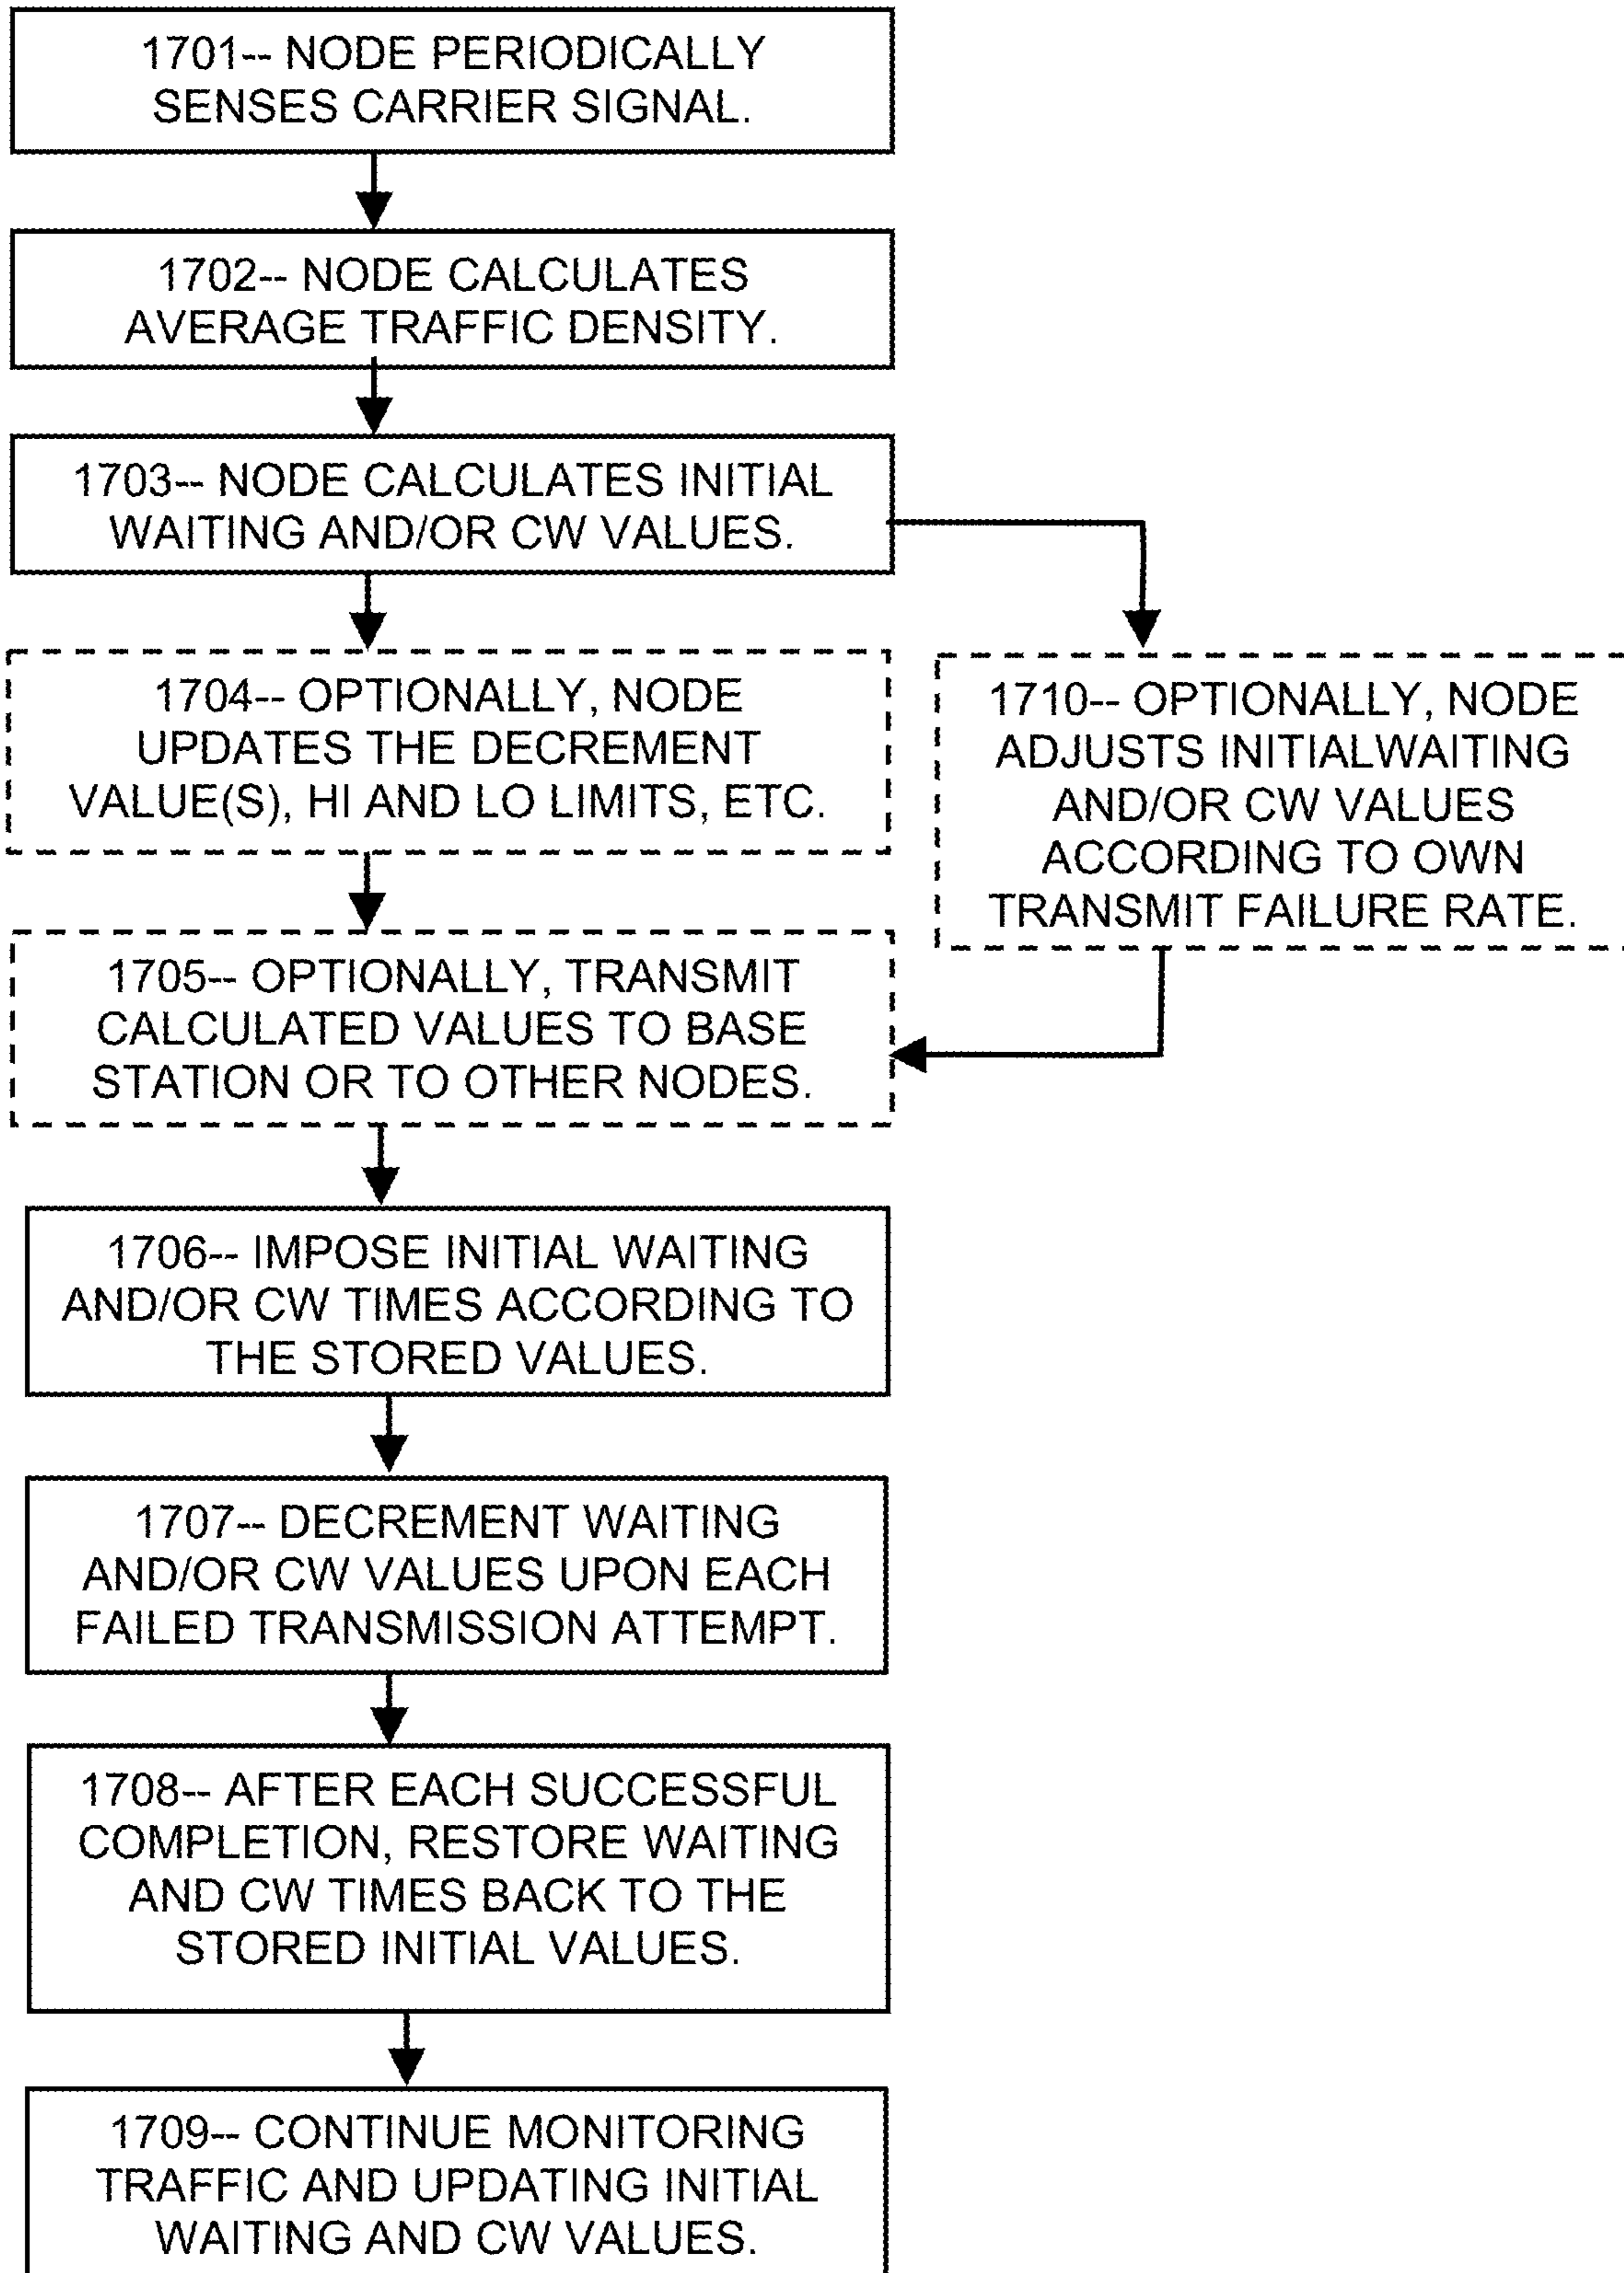 1701-- NODE PERIODICALLY
SENSES CARRIER SIGNAL.
1702-- NODE CALCULATES
AVERAGE TRAFFIC DENSITY.
1703-- NODE CALCULATES INITIAL
WAITING AND/OR CW VALUES.
1704-- OPTIONALLY, NODE
UPDATES THE DECREMENT
VALUE(S), HI AND LO LIMITS, ETC.
1710-- OPTIONALLY, NODE
ADJUSTS INITIALWAITING
AND/OR CW VALUES
ACCORDING TO OWN
TRANSMIT FAILURE RATE.
1705-- OPTIONALLY, TRANSMIT
CALCULATED VALUES TO BASE
STATION OR TO OTHER NODES.
1706-- IMPOSE INITIAL WAITING
AND/OR CW TIMES ACCORDING TO
THE STORED VALUES.
1707-- DECREMENT WAITING
AND/OR CW VALUES UPON EACH
FAILED TRANSMISSION ATTEMPT.
1708-- AFTER EACH SUCCESSFUL
COMPLETION, RESTORE WAITING
AND CW TIMES BACK TO THE
STORED INITIAL VALUES.
1709-- CONTINUE MONITORING
TRAFFIC AND UPDATING INITIAL
WAITING AND CW VALUES.